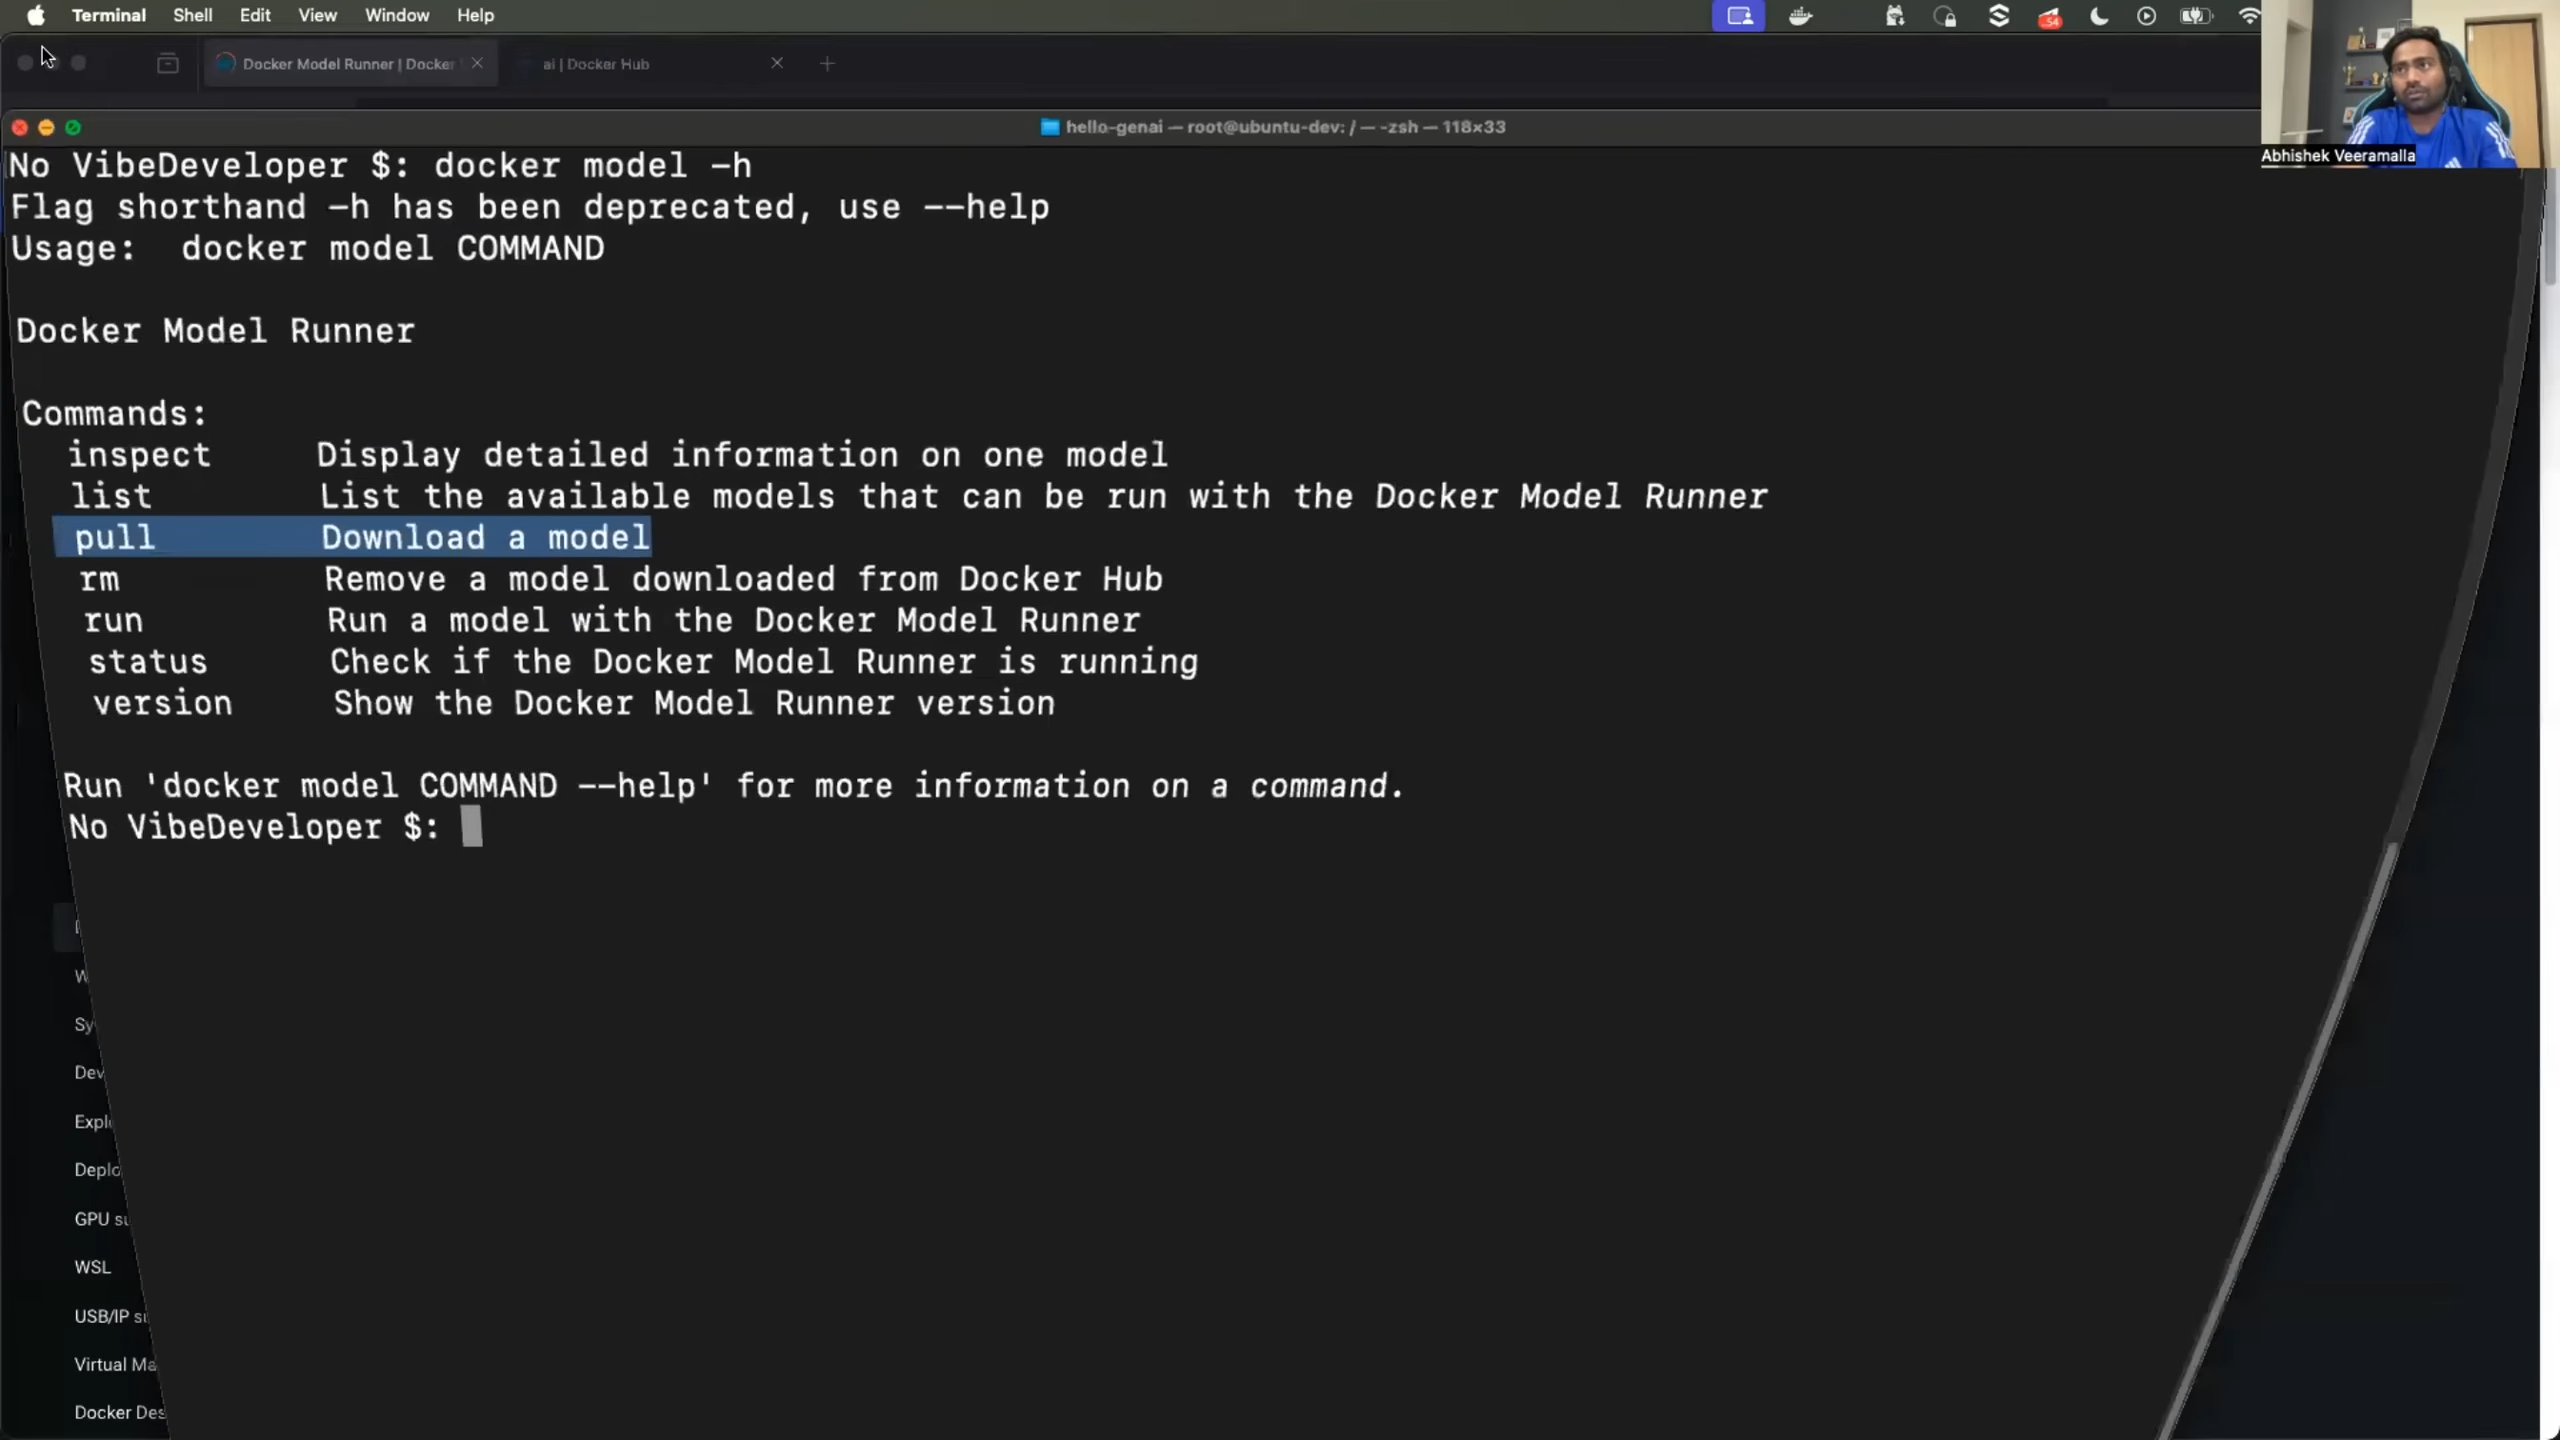 Terminal Shell Edit View Window Help
54
Docker Model Runner | Docker
ai | Docker Hub
hello-genai — root@ubuntu-dev: / — -zsh — 118×33
Abhishek Veeramalla
No VibeDeveloper $: docker model -h
Flag shorthand -h has been deprecated, use --help
Usage:  docker model COMMAND
Docker Model Runner
Commands:
inspect     Display detailed information on one model
list        List the available models that can be run with the Docker Model Runner
pull        Download a model
rm          Remove a model downloaded from Docker Hub
run         Run a model with the Docker Model Runner
status      Check if the Docker Model Runner is running
version     Show the Docker Model Runner version
Run 'docker model COMMAND --help' for more information on a command.
No VibeDeveloper $:
W
Sy
Dev
Expl
Deplo
GPU su
WSL
USB/IP su
Virtual Ma
Docker Des